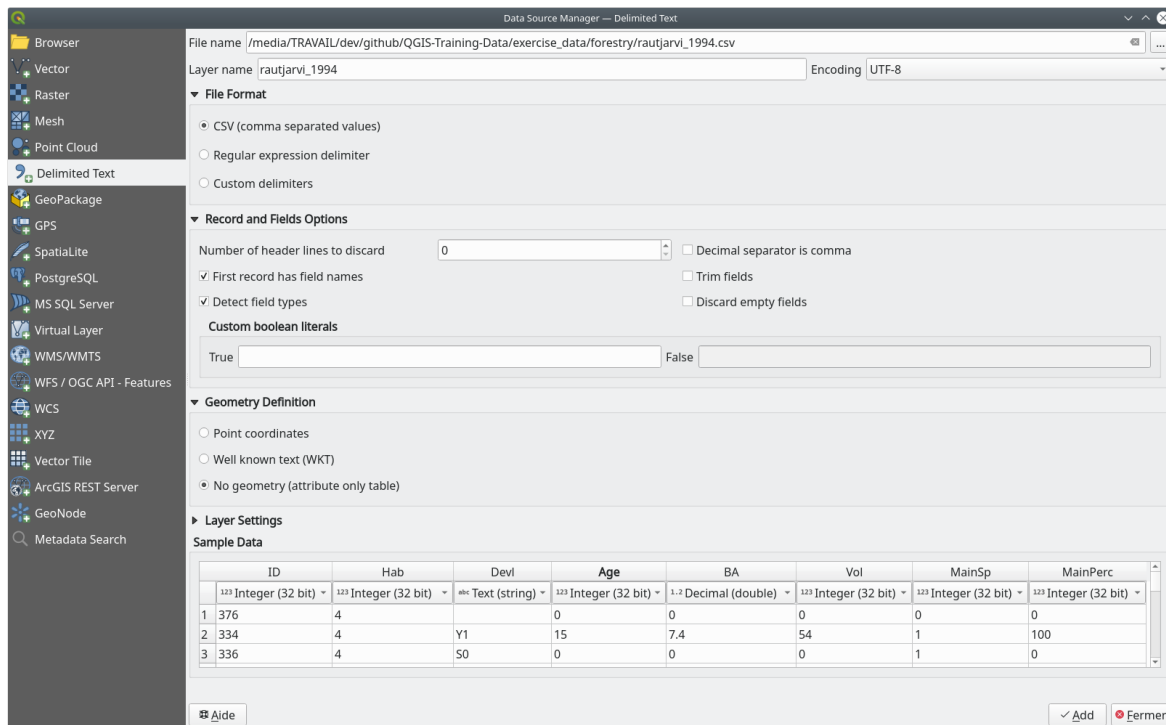 Data Source Manager — Delimited Text
Browser
Vector
Raster
Mesh
Point Cloud
Delimited Text
GeoPackage
GPS
SpatiaLite
PostgreSQL
MS SQL Server
Virtual Layer
WMS/WMTS
WFS / OGC API - Features
WCS
XYZ
Vector Tile
ArcGIS REST Server
GeoNode
Metadata Search
File name /media/TRAVAIL/dev/github/QGIS-Training-Data/exercise_data/forestry/rautjarvi_1994.csv ...
Layer name rautjarvi_1994 Encoding UTF-8
File Format
CSV (comma separated values)
Regular expression delimiter
Custom delimiters
Record and Fields Options
Number of header lines to discard 0 Decimal separator is comma
First record has field names Trim fields
Detect field types Discard empty fields
Custom boolean literals
True False
Geometry Definition
Point coordinates
Well known text (WKT)
No geometry (attribute only table)
Layer Settings
Sample Data
ID Hab Devl Age BA Vol MainSp MainPerc
123 Integer (32 bit) 123 Integer (32 bit) abc Text (string) 123 Integer (32 bit) 1.2 Decimal (double) 123 Integer (32 bit) 123 Integer (32 bit) 123 Integer (32 bit)
1 376 4 0 0 0 0 0
2 334 4 Y1 15 7.4 54 1 100
3 336 4 S0 0 0 0 1 0
Aide Add Fermer